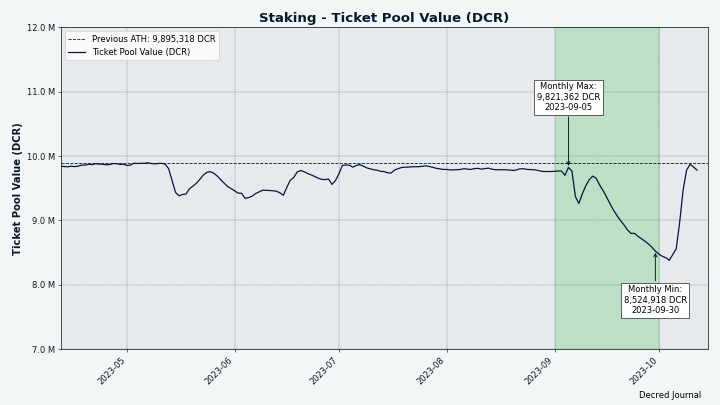 Staking - Ticket Pool Value (DCR)
12.0 M
11.0 M
10.0 M
9.0 M
8.0 M
7.0 M
Ticket Pool Value (DCR)
Previous ATH: 9,895,318 DCR
Ticket Pool Value (DCR)
Monthly Max:
9,821,362 DCR
2023-09-05
Monthly Min:
8,524,918 DCR
2023-09-30
2023-05
2023-06
2023-07
2023-08
2023-09
2023-10
Decred Journal